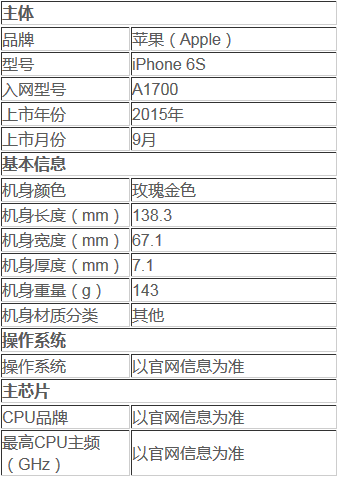 主体
品牌 苹果（Apple）
型号 iPhone 6S
入网型号 A1700
上市年份 2015年
上市月份 9月
基本信息
机身颜色 玫瑰金色
机身长度（mm） 138.3
机身宽度（mm） 67.1
机身厚度（mm） 7.1
机身重量（g） 143
机身材质分类 其他
操作系统
操作系统 以官网信息为准
主芯片
CPU品牌 以官网信息为准
最高CPU主频
（GHz） 以官网信息为准